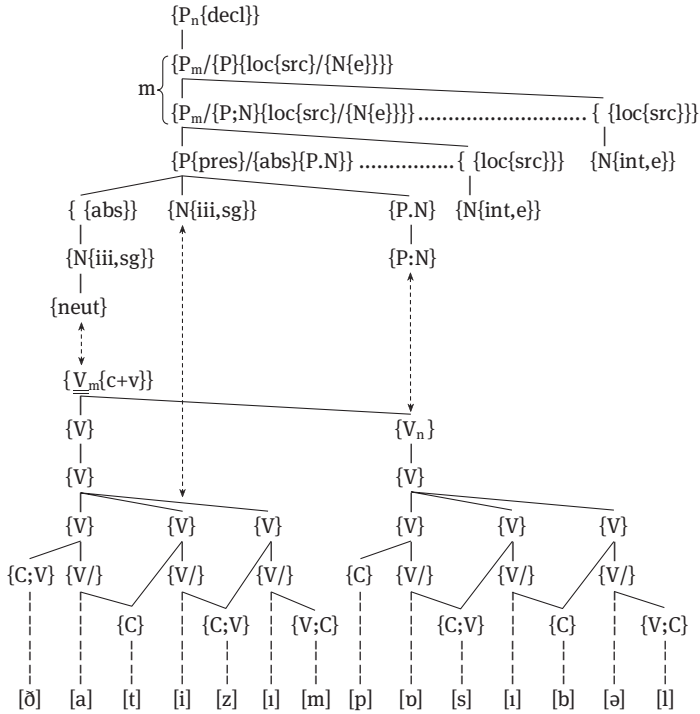 {Pn{decl}
{Pm/{P}{loc{src}/{N{e}}}}
m
{Pm/{P;N}{loc{src}/{N{e}}}} ............................ { {loc{src}}}
{P{pres}/{abs}{P.N}} ................ { {loc{src}}} {N{int,e}}
{ {abs}} {N{iii,sg}} {P.N} {N{int,e}}
{N{iii,sg}} {P:N}
{neut}
{Vm{c+v}}
{V} {Vn}
{V} {V}
{V} {V} {V} {V} {V} {V}
{C;V} {V/} {V/} {V/} {C} {V/} {V/} {V/}
{C} {C;V} {V;C} {C;V} {C} {V;C}
[ð] [a] [t] [i] [z] [ɪ] [m] [p] [ɒ] [s] [ɪ] [b] [ə] [l]